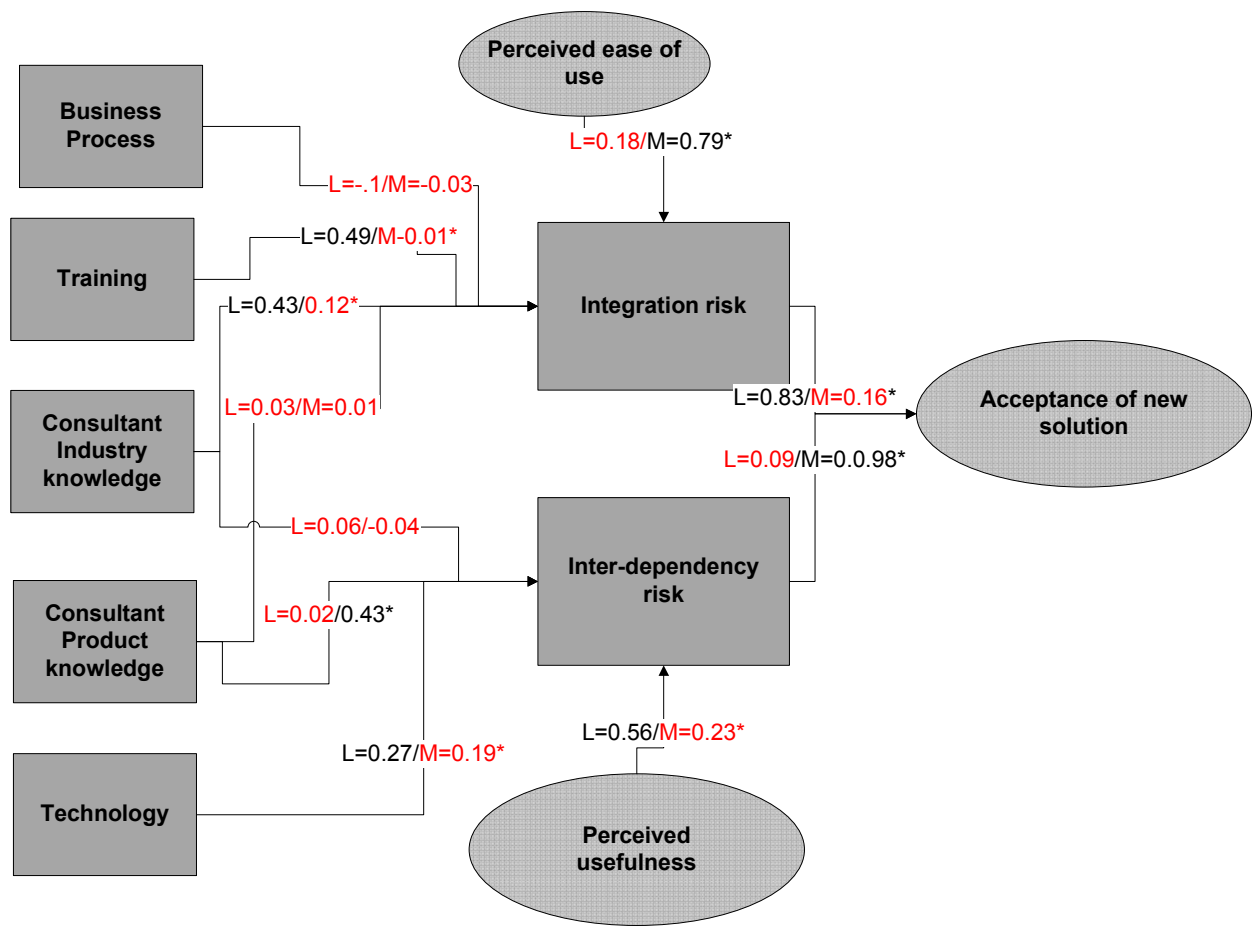 Perceived ease of
use
Business
Process
L=0.18/M=0.79*
L=-.1/M=-0.03
Training
L=0.49/M-0.01*
L=0.43/0.12*
Integration risk
Consultant
Industry
knowledge
L=0.03/M=0.01
L=0.83/M=0.16*
Acceptance of new
solution
L=0.09/M=0.0.98*
L=0.06/-0.04
Inter-dependency
risk
Consultant
Product
knowledge
L=0.02/0.43*
L=0.27/M=0.19*
L=0.56/M=0.23*
Technology
Perceived
usefulness